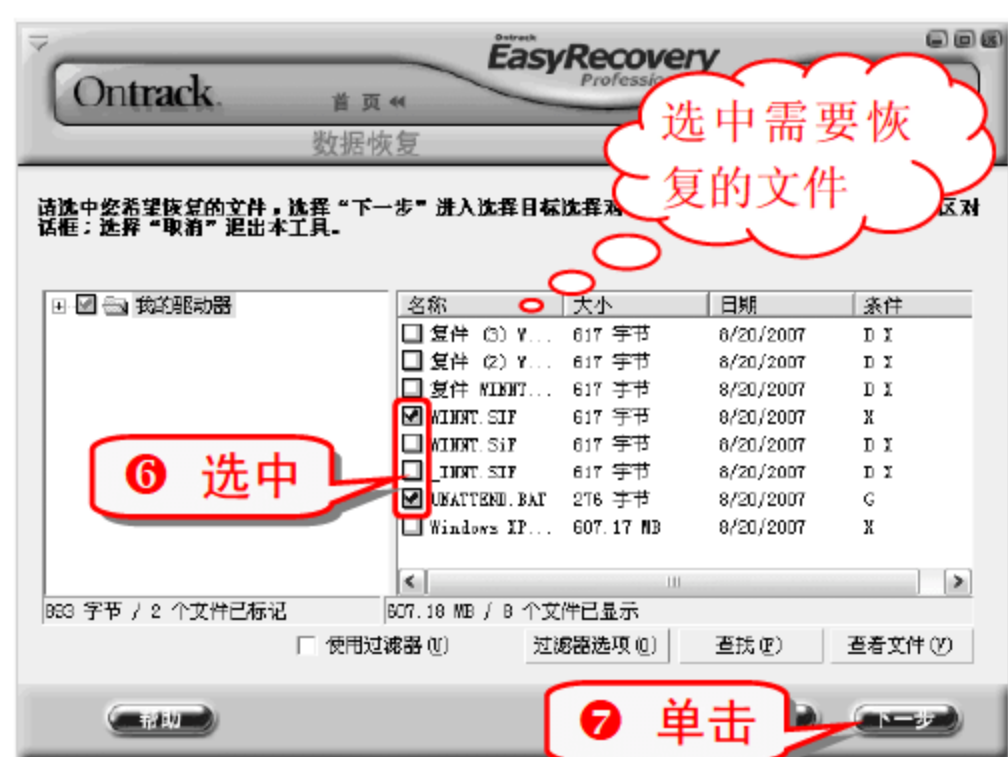 Ontrack
EasyRecovery
Ontrack.
首页
数据恢复
选中需要恢
复的文件
请选中您希望恢复的文件。选择“下一步”进入选择目标选择对
区对
话框；选择“取消”退出本工具。
我的驱动器
名称 大小 日期 条件
复件 (3) W... 617 字节 8/20/2007 D X
复件 (2) W... 617 字节 8/20/2007 D X
复件 WINNT... 617 字节 8/20/2007 D X
WINNT.SIF 617 字节 8/20/2007 X
WINNT.SiF 617 字节 8/20/2007 D X
_INNT.SIF 617 字节 8/20/2007 D X
UNATTEND.BAT 276 字节 8/20/2007 G
Windows XP... 607.17 MB 8/20/2007 X
❻ 选中
893 字节 / 2 个文件已标记 607.18 MB / 8 个文件已显示
使用过滤器(U) 过滤器选项(O) 查找(F) 查看文件(V)
帮助
❼ 单击
下一步